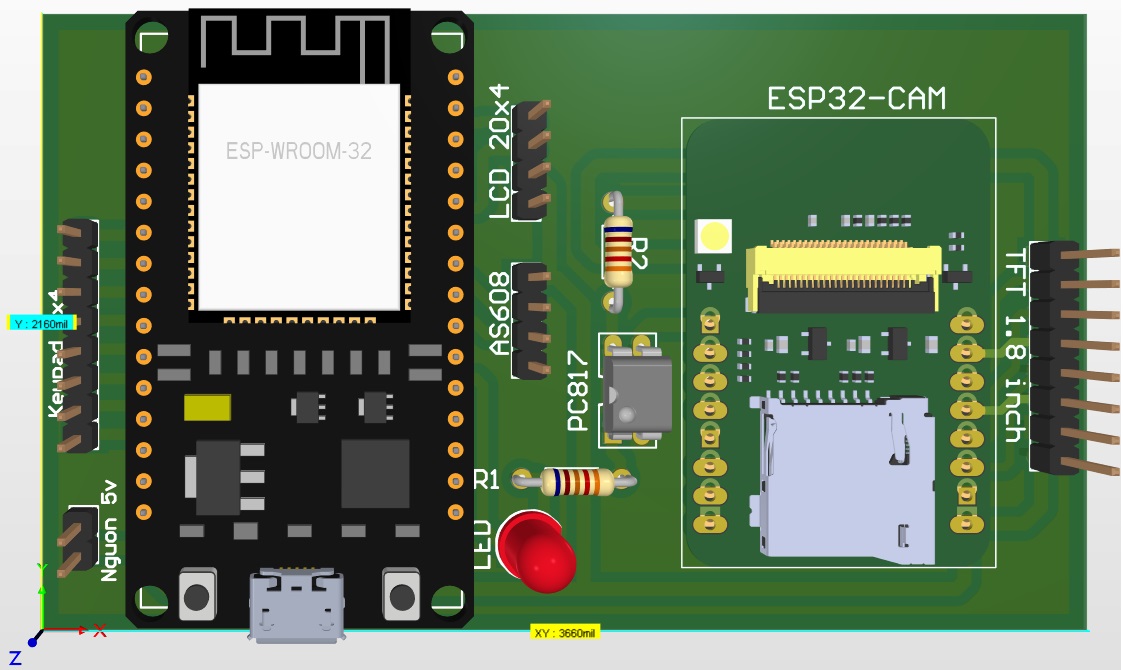 ESP-WROOM-32
LCD 20x4
ESP32-CAM
R2
AS608
TFT 1.8 inch
Y : 2160mil
Keypad
x4
PC817
R1
Nguon 5v
LED
Y
X
Z
XY : 3660mil